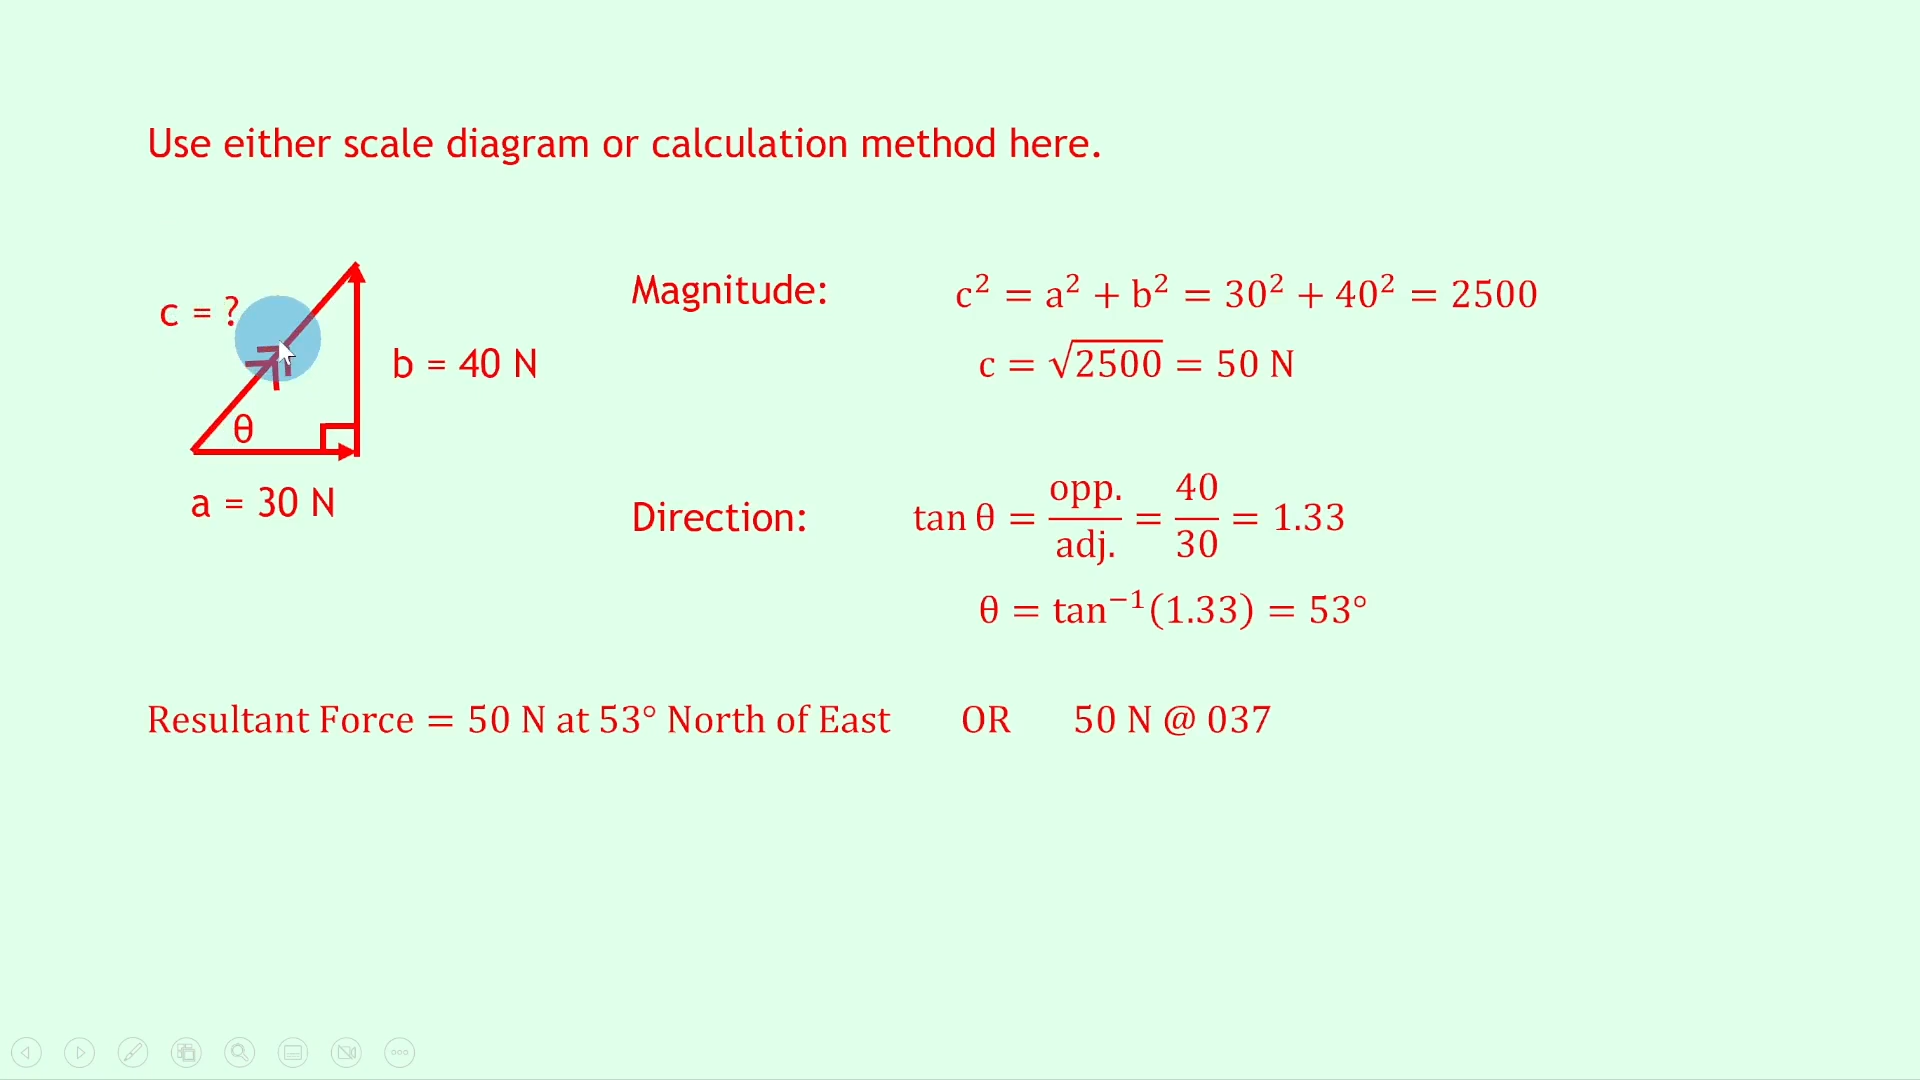 Use either scale diagram or calculation method here.
c = ?
b = 40 N
θ
a = 30 N
Magnitude: c² = a² + b² = 30² + 40² = 2500
c = √2500 = 50 N
Direction: tan θ = opp./adj. = 40/30 = 1.33
θ = tan⁻¹(1.33) = 53°
Resultant Force = 50 N at 53° North of East OR 50 N @ 037